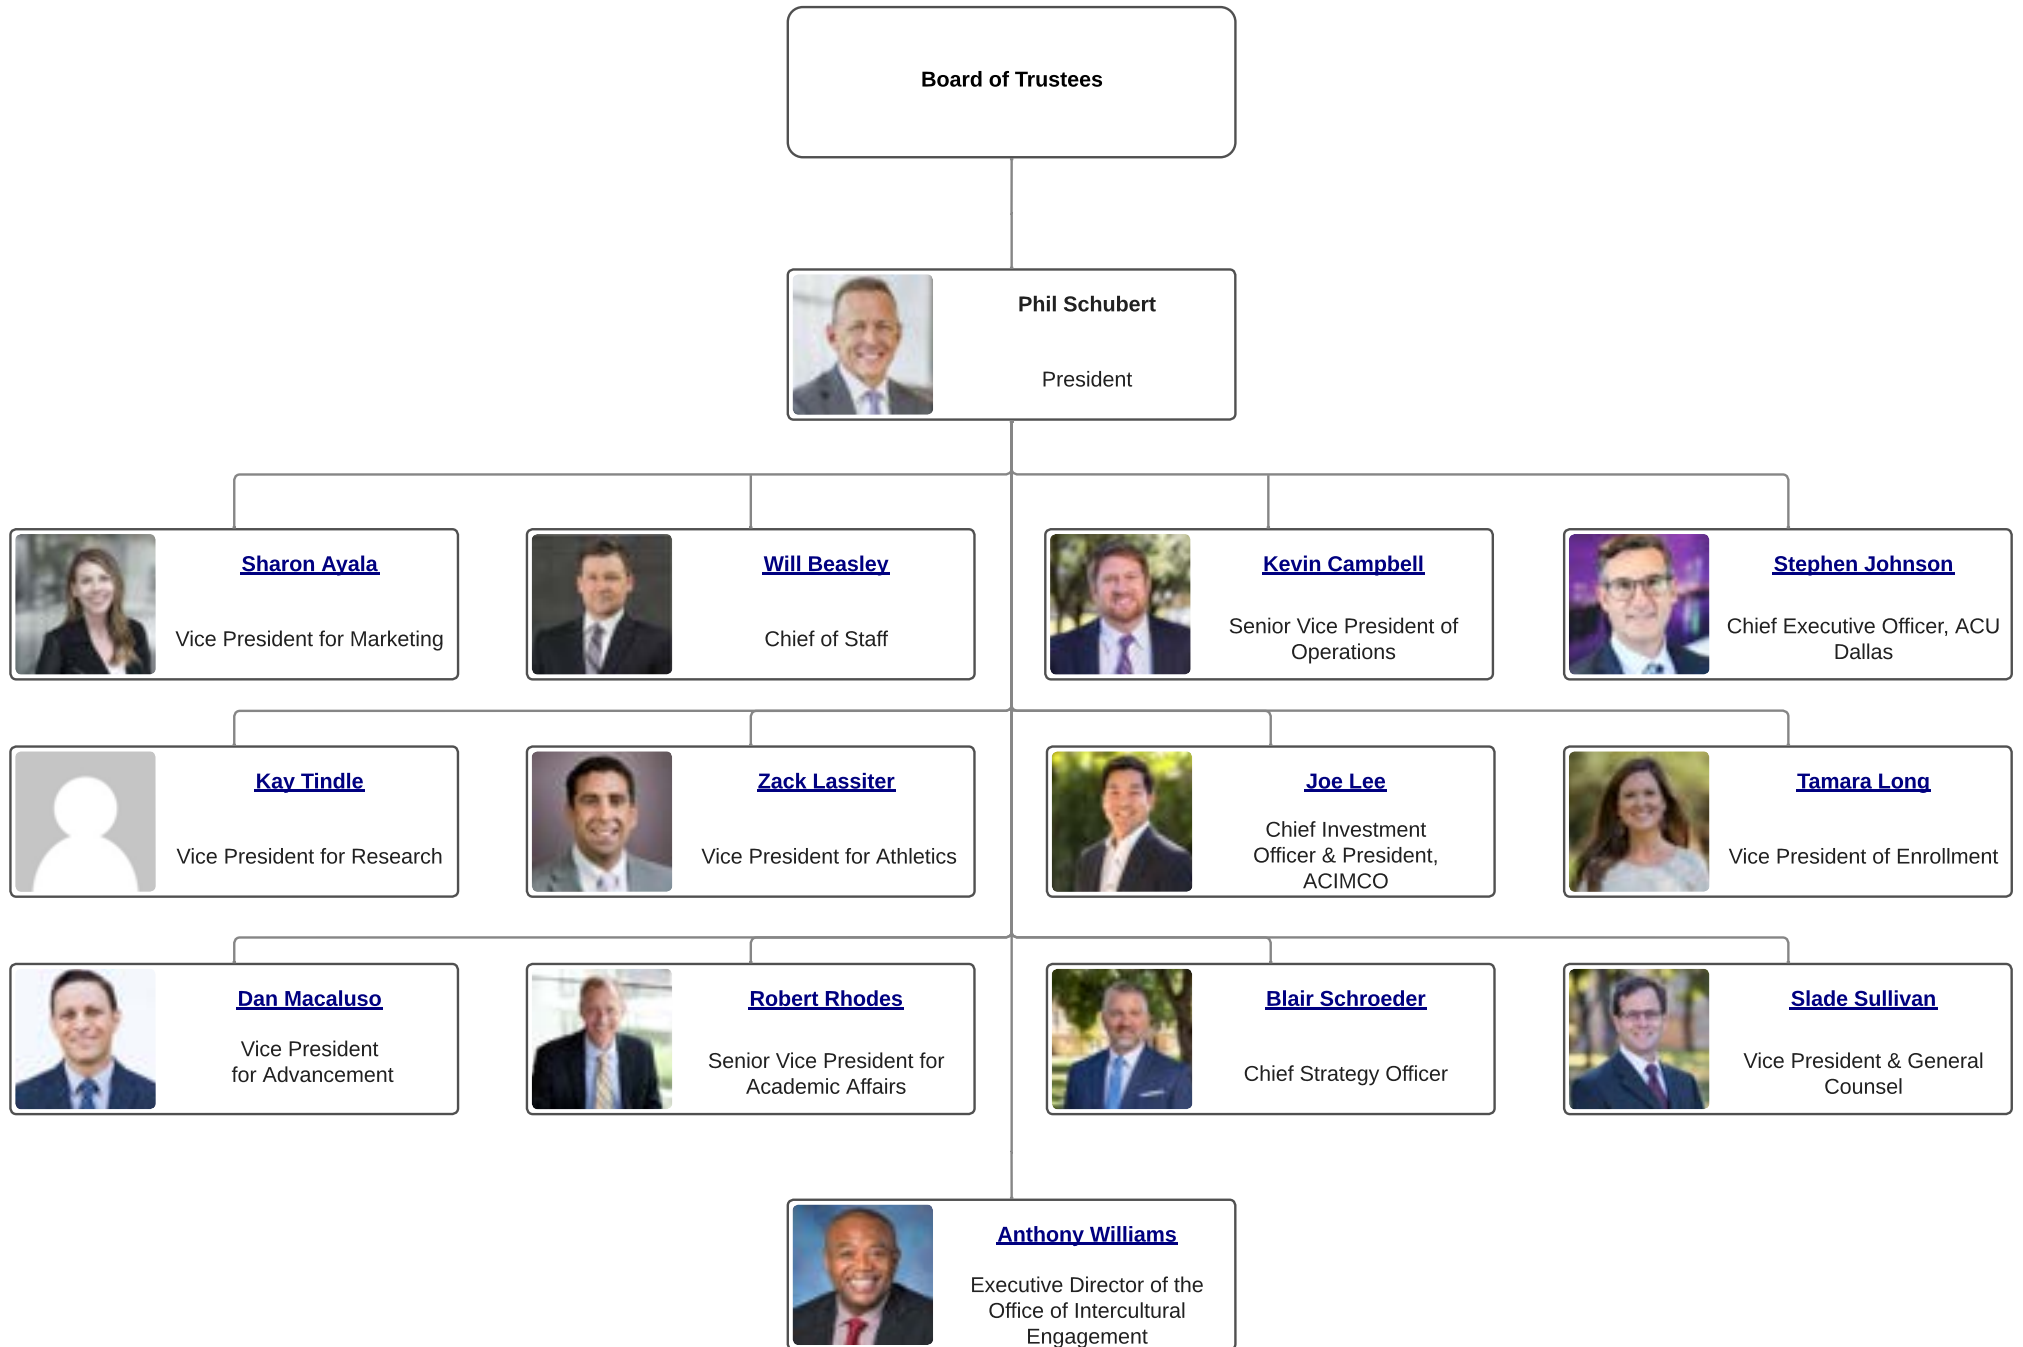 Board of Trustees
Phil Schubert
President
Sharon Ayala
Vice President for Marketing
Will Beasley
Chief of Staff
Kevin Campbell
Senior Vice President of
Operations
Stephen Johnson
Chief Executive Officer, ACU
Dallas
Kay Tindle
Vice President for Research
Zack Lassiter
Vice President for Athletics
Joe Lee
Chief Investment
Officer & President,
ACIMCO
Tamara Long
Vice President of Enrollment
Dan Macaluso
Vice President
for Advancement
Robert Rhodes
Senior Vice President for
Academic Affairs
Blair Schroeder
Chief Strategy Officer
Slade Sullivan
Vice President & General
Counsel
Anthony Williams
Executive Director of the
Office of Intercultural
Engagement